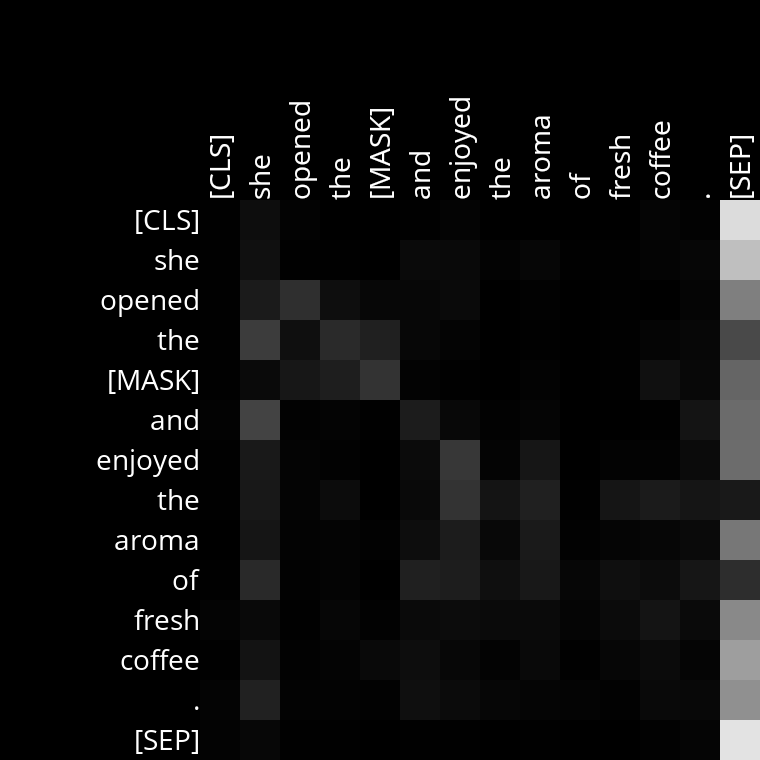 [CLS] she opened the [MASK] and enjoyed the aroma of fresh coffee . [SEP]
[CLS]
she
opened
the
[MASK]
and
enjoyed
the
aroma
of
fresh
coffee
.
[SEP]